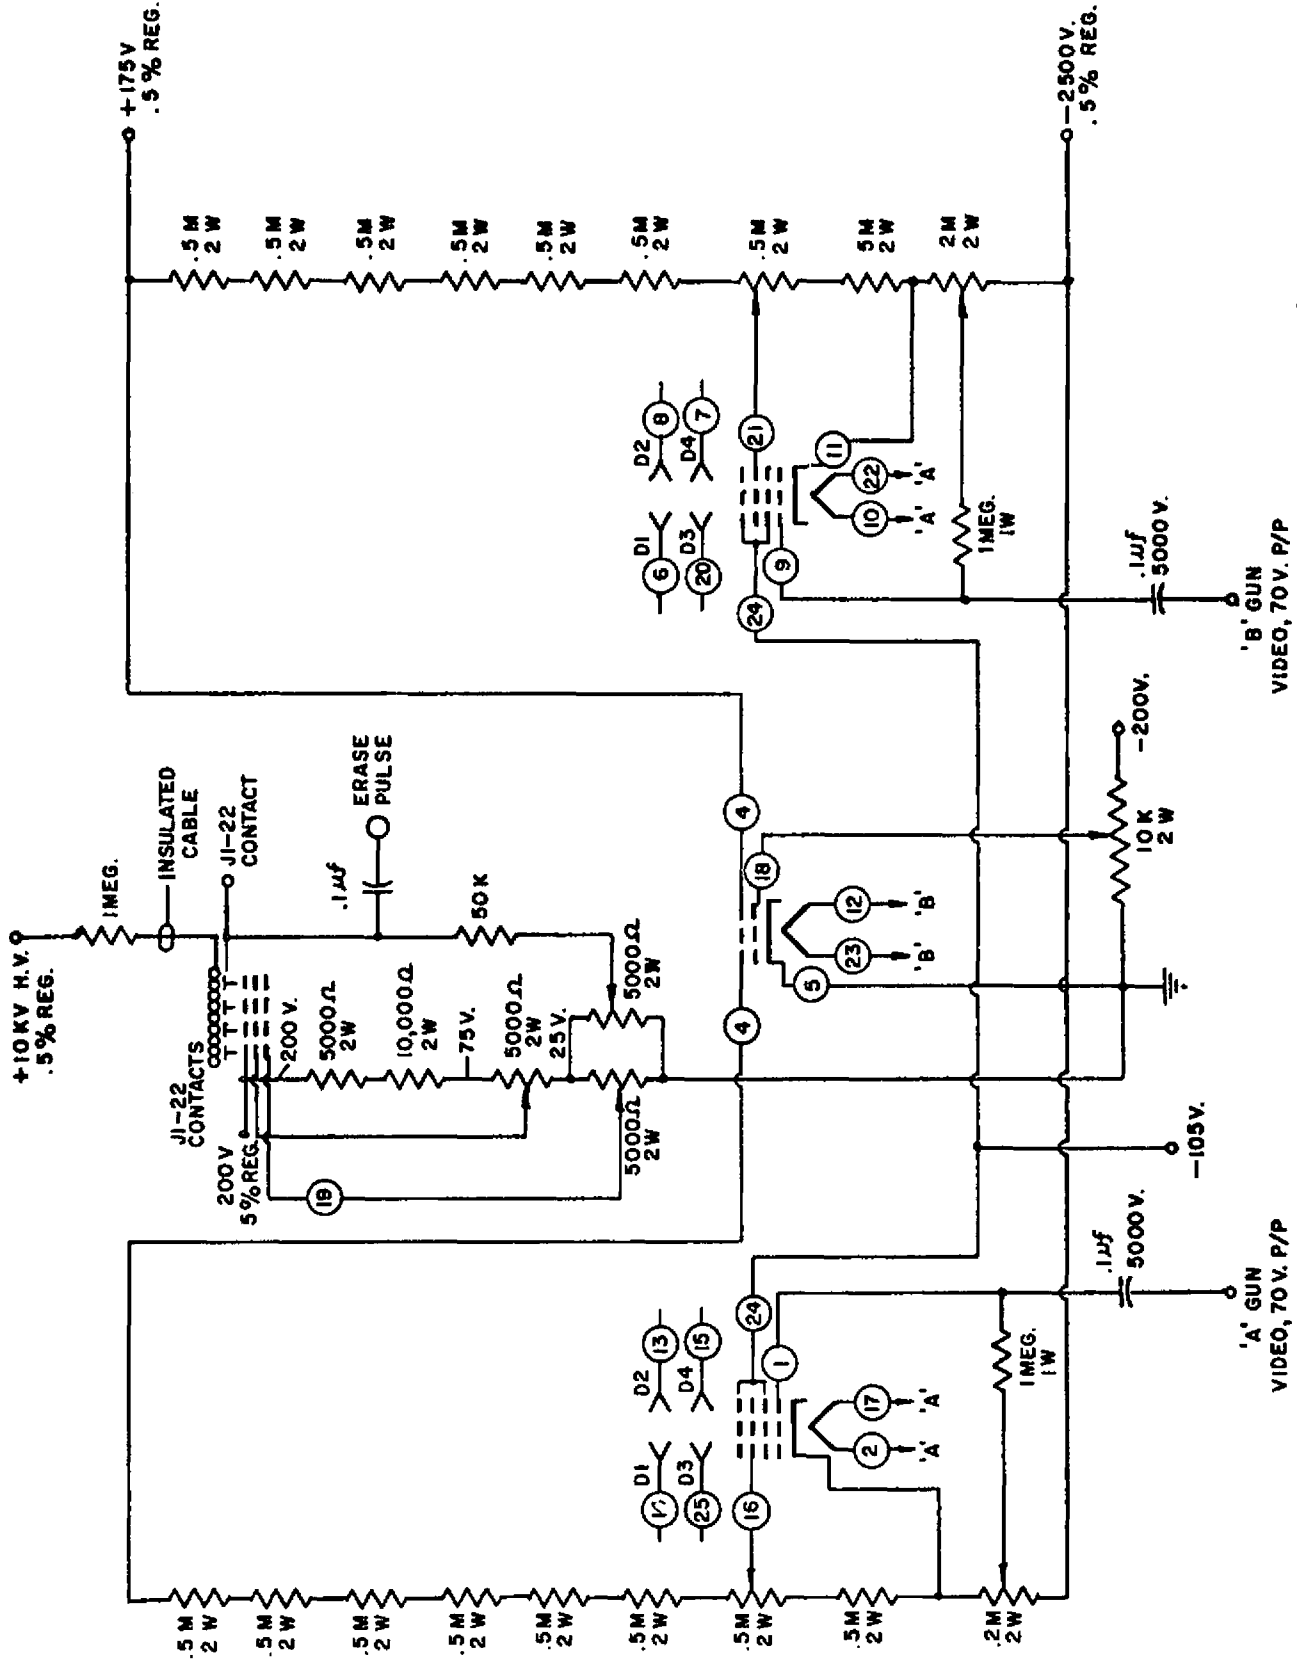 +10KV H.V.
.5% REG.
1MEG.
INSULATED
CABLE
J1-22
CONTACT
J1-22
CONTACTS
200V
5% REG.
200V.
5000Ω
2W
10,000Ω
2W
75V.
5000Ω
2W
25V.
5000Ω
2W
5000Ω
2W
50K
.1µf
ERASE
PULSE
19
+175V
.5% REG.
-2500V.
.5% REG.
.5M
2W
.5M
2W
.5M
2W
.5M
2W
.5M
2W
.5M
2W
.5M
2W
.5M
2W
.2M
2W
.5M
2W
.5M
2W
.5M
2W
.5M
2W
.5M
2W
.5M
2W
.5M
2W
.5M
2W
.2M
2W
D1
D2
13
D3
25
D4
15
16
24
1
2
17
'A'
'A'
1MEG.
1W
.1µf
5000V.
'A' GUN
VIDEO, 70V. P/P
-105V.
4
4
5
18
23
12
'B'
'B'
10K
2W
-200V.
D1
6
D2
8
D3
20
D4
7
24
21
9
11
10
22
'A'
'A'
1MEG.
1W
.1µf
5000V.
'B' GUN
VIDEO, 70V. P/P